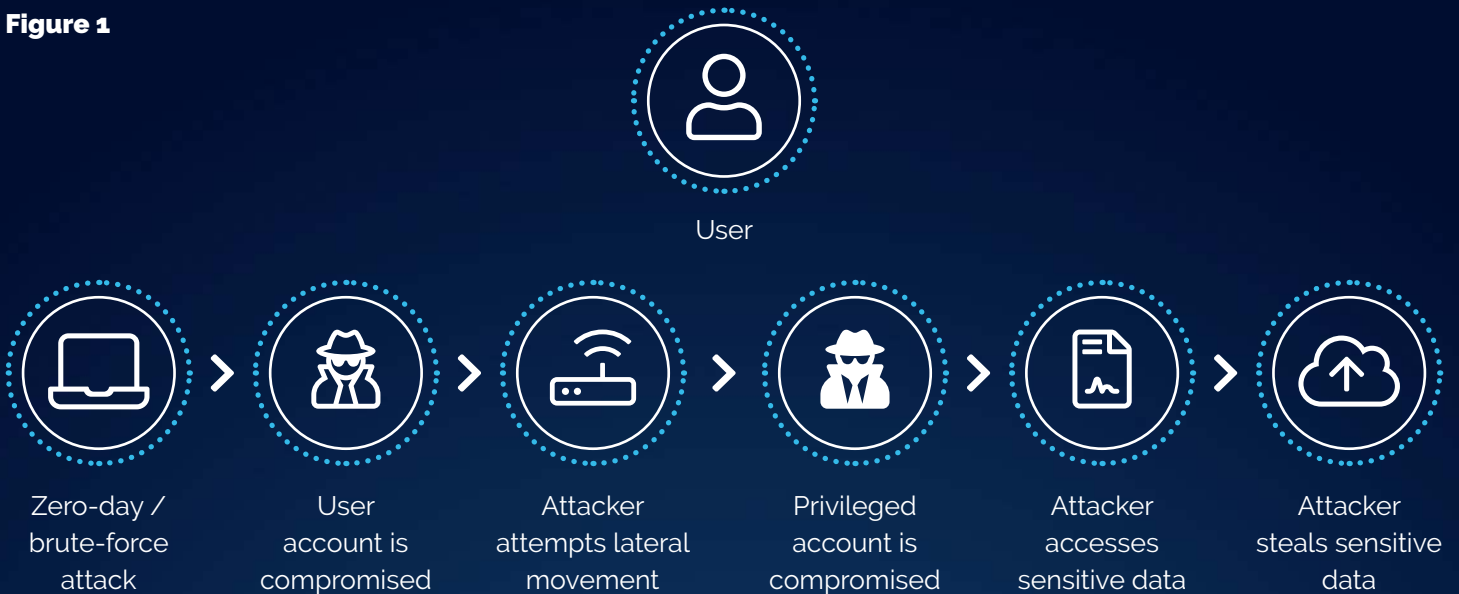 Figure 1
User
Zero-day /
brute-force
attack
User
account is
compromised
Attacker
attempts lateral
movement
Privileged
account is
compromised
Attacker
accesses
sensitive data
Attacker
steals sensitive
data